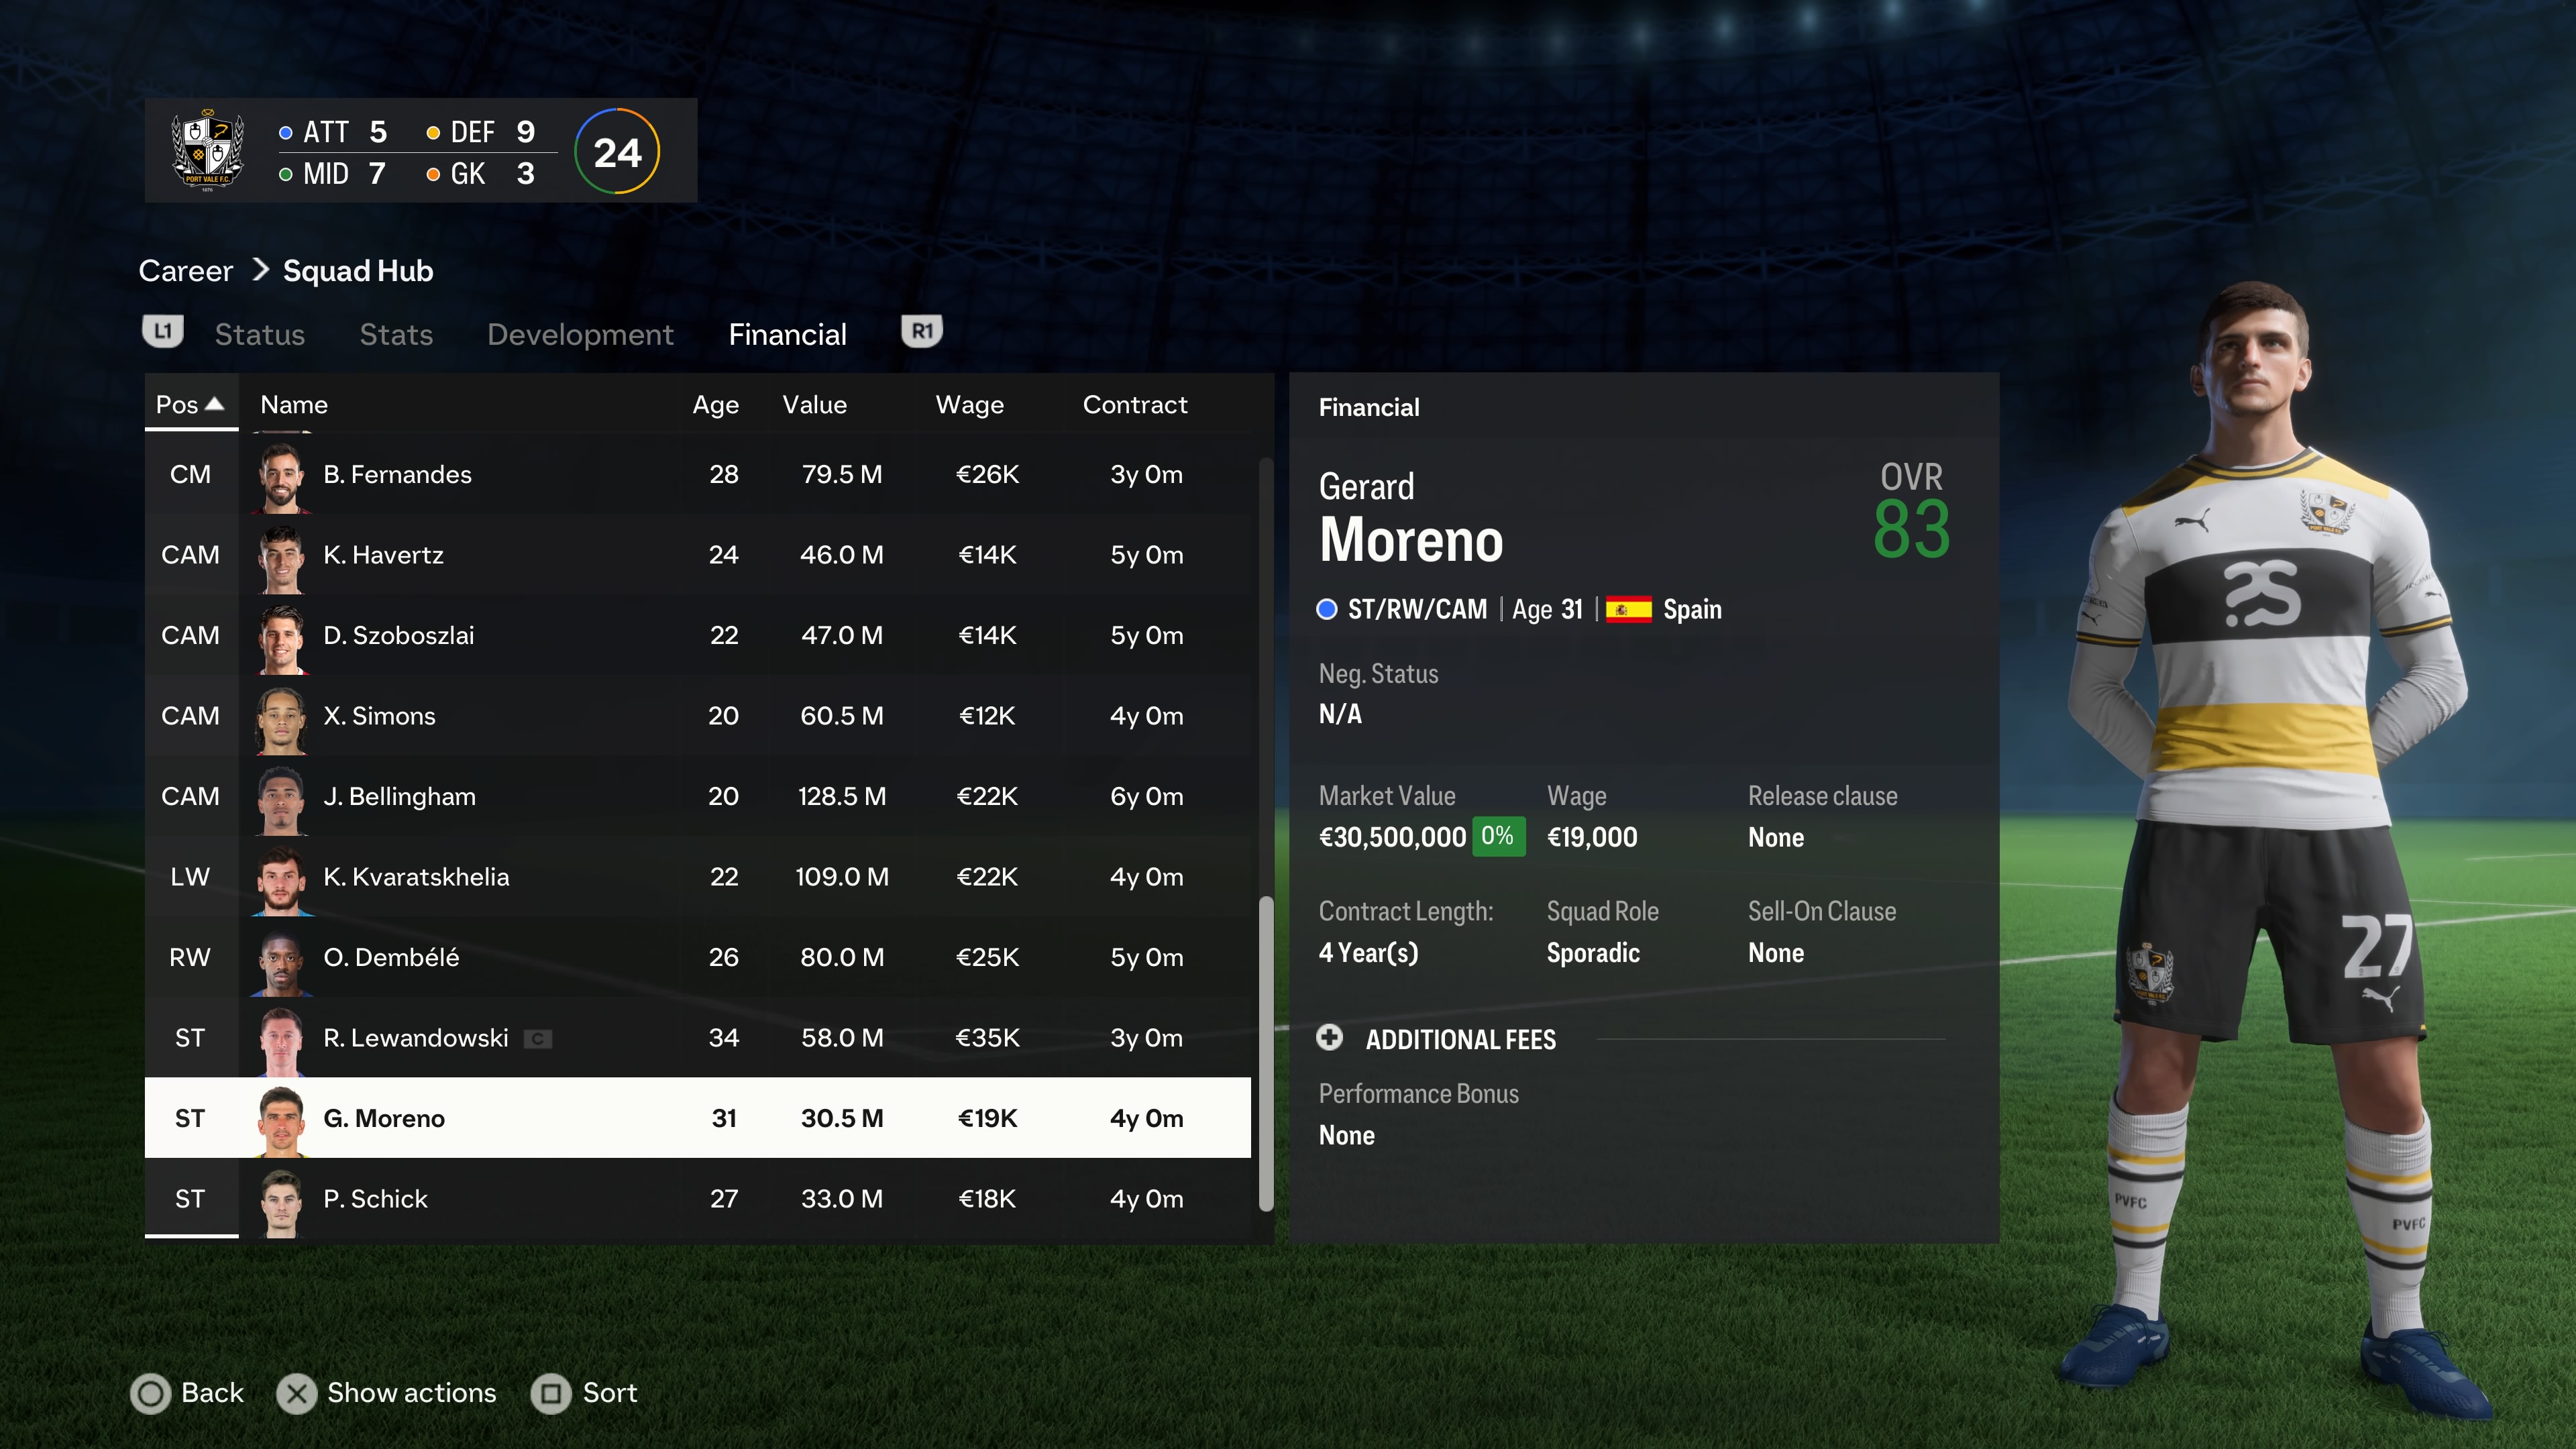 ATT 5 DEF 9
MID 7 GK 3
24
PORT VALE F.C.
Career > Squad Hub
L1 Status Stats Development Financial R1
Pos Name Age Value Wage Contract
CM B. Fernandes 28 79.5 M €26K 3y 0m
CAM K. Havertz 24 46.0 M €14K 5y 0m
CAM D. Szoboszlai 22 47.0 M €14K 5y 0m
CAM X. Simons 20 60.5 M €12K 4y 0m
CAM J. Bellingham 20 128.5 M €22K 6y 0m
LW K. Kvaratskhelia 22 109.0 M €22K 4y 0m
RW O. Dembélé 26 80.0 M €25K 5y 0m
ST R. Lewandowski C 34 58.0 M €35K 3y 0m
ST G. Moreno 31 30.5 M €19K 4y 0m
ST P. Schick 27 33.0 M €18K 4y 0m
Financial
Gerard
Moreno
OVR
83
ST/RW/CAM | Age 31 | Spain
Neg. Status
N/A
Market Value Wage Release clause
€30,500,000 0% €19,000 None
Contract Length: Squad Role Sell-On Clause
4 Year(s) Sporadic None
ADDITIONAL FEES
Performance Bonus
None
27
PVFC
PVFC
Back Show actions Sort